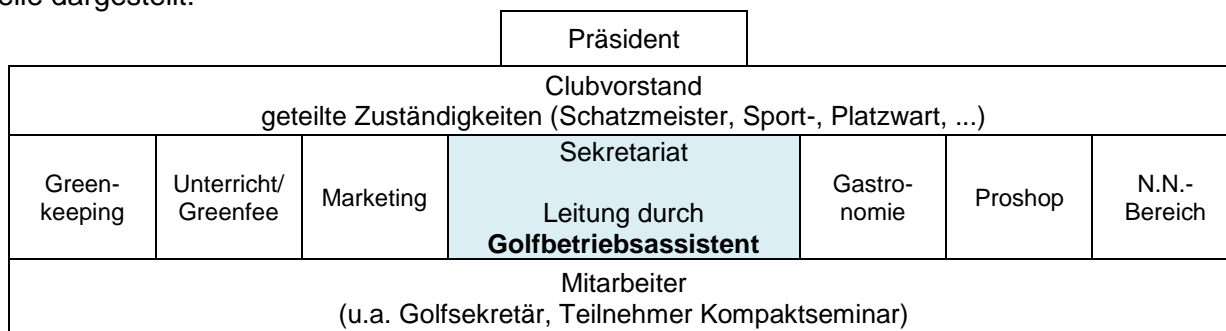 Präsident
Clubvorstand
geteilte Zuständigkeiten (Schatzmeister, Sport-, Platzwart, ...)
Green-
keeping
Unterricht/
Greenfee
Marketing
Sekretariat
Leitung durch
Golfbetriebsassistent
Gastro-
nomie
Proshop
N.N.-
Bereich
Mitarbeiter
(u.a. Golfsekretär, Teilnehmer Kompaktseminar)